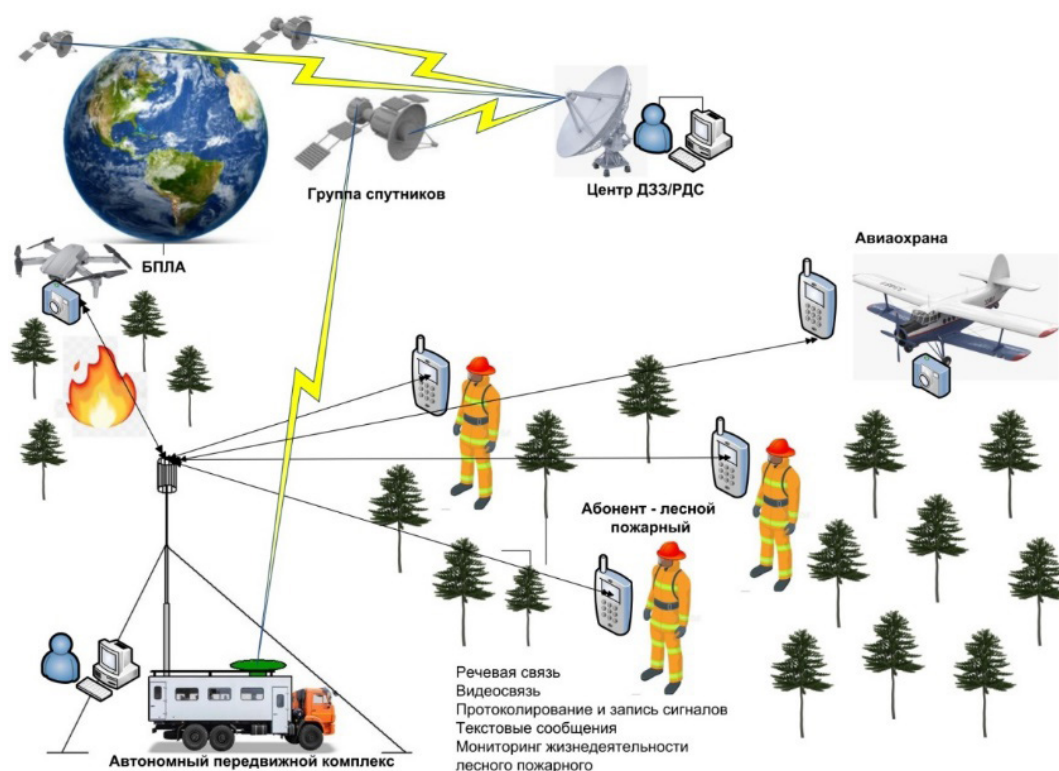 Группа спутников
Центр ДЗЗ/РДС
Авиаохрана
БПЛА
Абонент - лесной
пожарный
Речевая связь
Видеосвязь
Протоколирование и запись сигналов
Текстовые сообщения
Мониторинг жизнедеятельности
лесного пожарного
Автономный передвижной комплекс